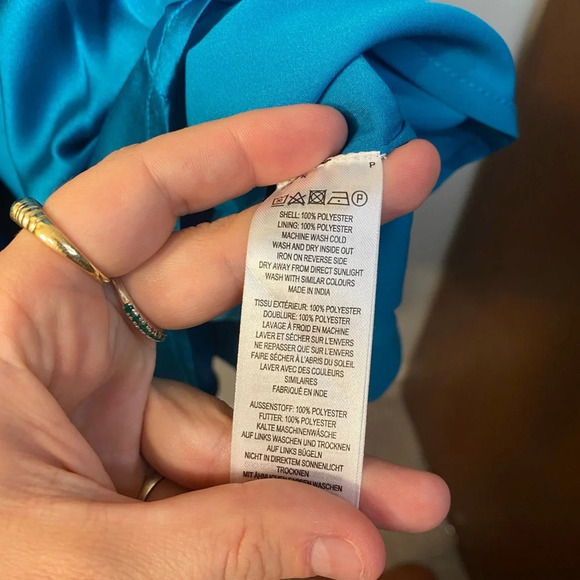 P
SHELL: 100% POLYESTER
LINING: 100% POLYESTER
MACHINE WASH COLD
WASH AND DRY INSIDE OUT
IRON ON REVERSE SIDE
DRY AWAY FROM DIRECT SUNLIGHT
WASH WITH SIMILAR COLOURS
MADE IN INDIA
TISSU EXTÉRIEUR: 100% POLYESTER
DOUBLURE: 100% POLYESTER
LAVAGE À FROID EN MACHINE
LAVER ET SÉCHER SUR L'ENVERS
NE REPASSER QUE SUR L'ENVERS
FAIRE SÉCHER À L'ABRIS DU SOLEIL
LAVER AVEC DES COULEURS
SIMILAIRES
FABRIQUÉ EN INDE
AUSSENSTOFF: 100% POLYESTER
FUTTER: 100% POLYESTER
KALTE MASCHINENWÄSCHE
AUF LINKS WASCHEN UND TROCKNEN
AUF LINKS BÜGELN
NICHT IN DIREKTEM SONNENLICHT
TROCKNEN
MIT ÄHNLICHEN FARBEN WASCHEN